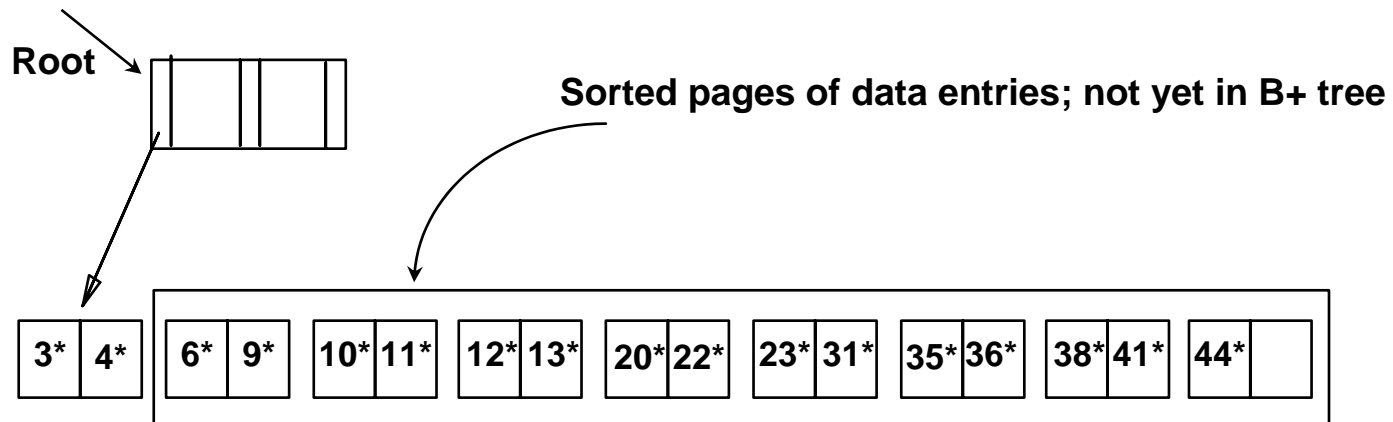 Root
Sorted pages of data entries; not yet in B+ tree
3* 4* 6* 9* 10* 11* 12* 13* 20* 22* 23* 31* 35* 36* 38* 41* 44*